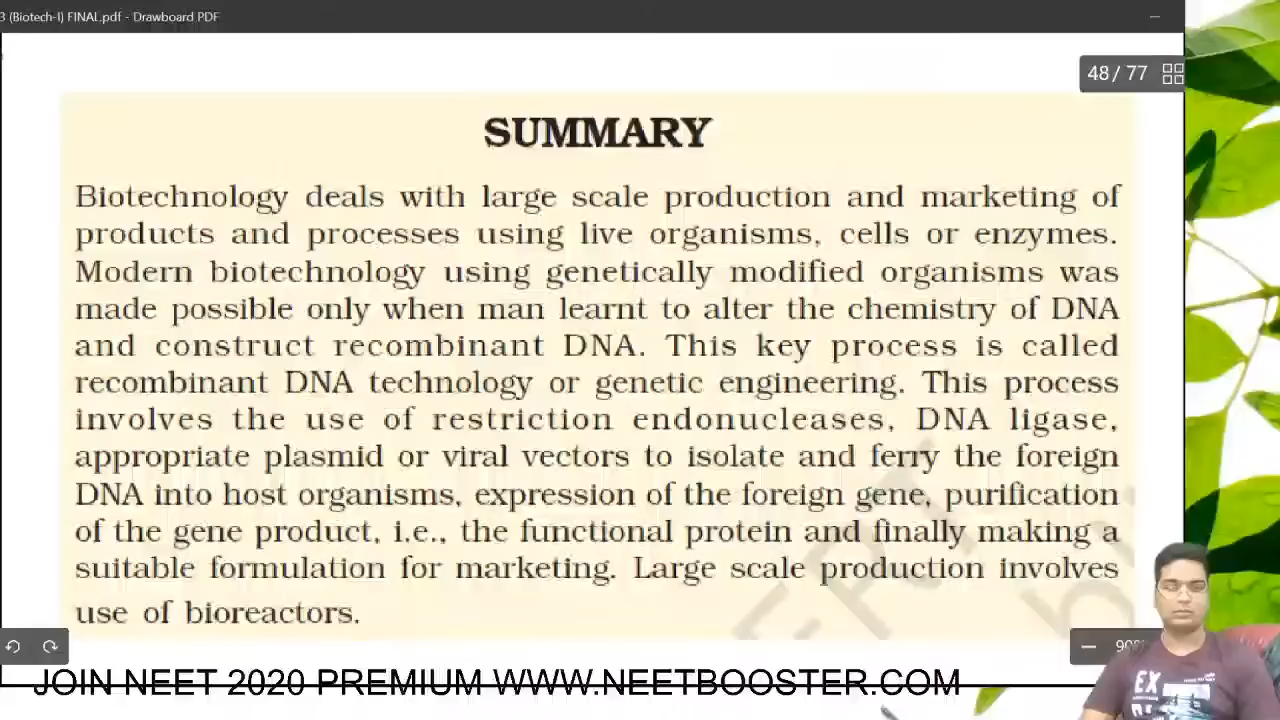 3 (Biotech-I) FINAL.pdf - Drawboard PDF
48 / 77
SUMMARY
Biotechnology deals with large scale production and marketing of
products and processes using live organisms, cells or enzymes.
Modern biotechnology using genetically modified organisms was
made possible only when man learnt to alter the chemistry of DNA
and construct recombinant DNA. This key process is called
recombinant DNA technology or genetic engineering. This process
involves the use of restriction endonucleases, DNA ligase,
appropriate plasmid or viral vectors to isolate and ferry the foreign
DNA into host organisms, expression of the foreign gene, purification
of the gene product, i.e., the functional protein and finally making a
suitable formulation for marketing. Large scale production involves
use of bioreactors.
90%
JOIN NEET 2020 PREMIUM WWW.NEETBOOSTER.COM
EX